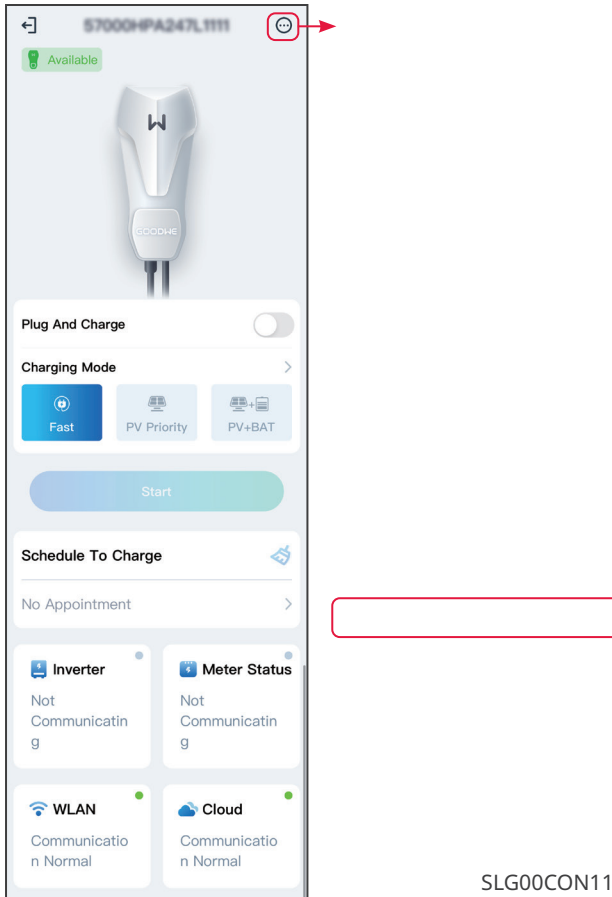 Available
GOODWE
Plug And Charge
Charging Mode
Fast
PV Priority
PV+BAT
Start
Schedule To Charge
No Appointment
Inverter
Meter Status
Not
Communicatin
g
Not
Communicatin
g
WLAN
Cloud
Communicatio
n Normal
Communicatio
n Normal
SLG00CON11